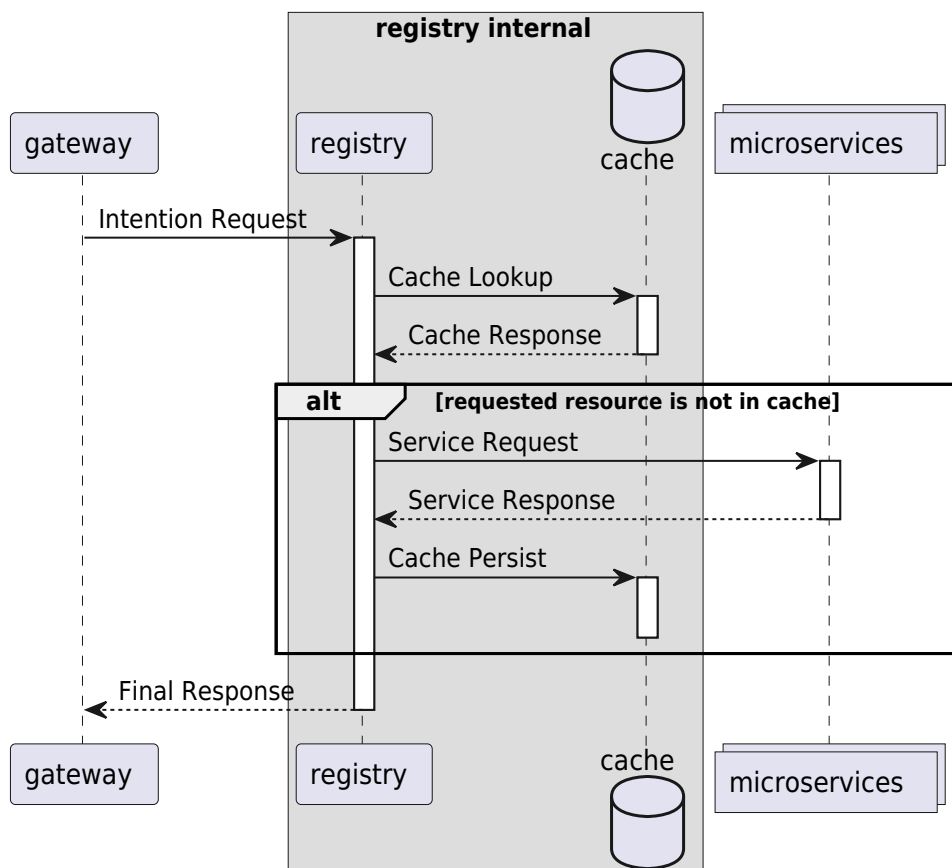 registry internal
gateway
registry
cache
microservices
Intention Request
Cache Lookup
Cache Response
alt
[requested resource is not in cache]
Service Request
Service Response
Cache Persist
Final Response
gateway
registry
cache
microservices